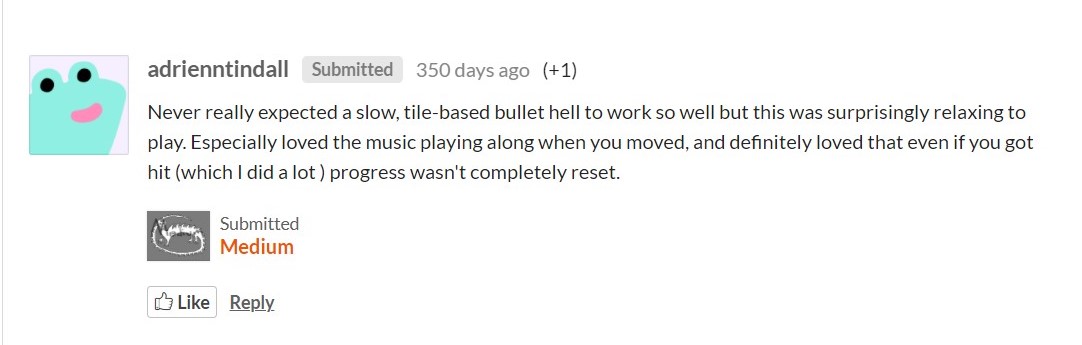 adrienntindall Submitted 350 days ago (+1)
Never really expected a slow, tile-based bullet hell to work so well but this was surprisingly relaxing to
play. Especially loved the music playing along when you moved, and definitely loved that even if you got
hit (which I did a lot ) progress wasn't completely reset.
Submitted
Medium
Like Reply